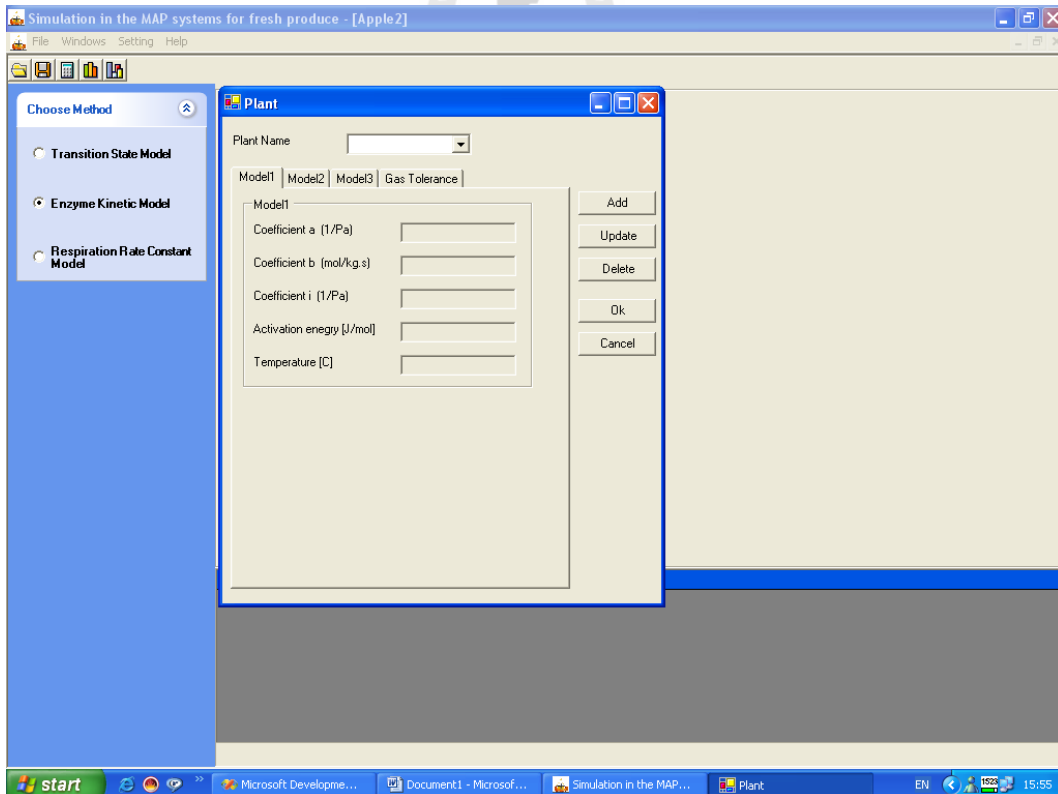 Simulation in the MAP systems for fresh produce - [Apple2]
File Windows Setting Help
Choose Method
Transition State Model
Enzyme Kinetic Model
Respiration Rate Constant
Model
Plant
Plant Name
Model1 Model2 Model3 Gas Tolerance
Model1
Coefficient a (1/Pa)
Coefficient b (mol/kg.s)
Coefficient i (1/Pa)
Activation enegry [J/mol]
Temperature [C]
Add
Update
Delete
Ok
Cancel
start
Microsoft Developme...
Document1 - Microsof...
Simulation in the MAP...
Plant
EN
1523
15:55